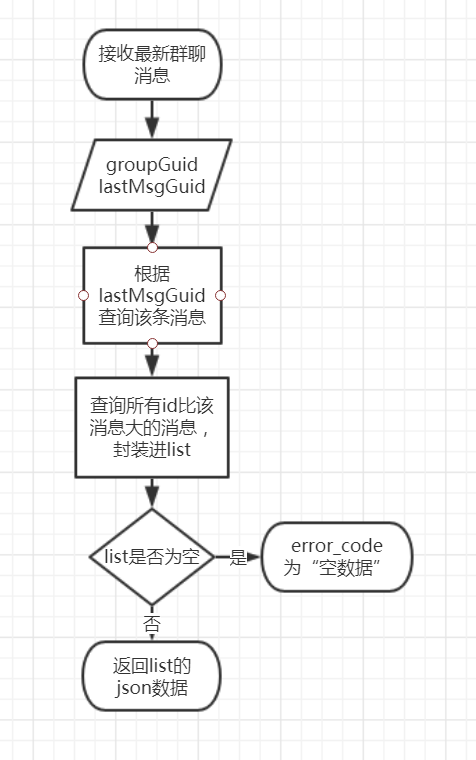 接收最新群聊
消息
groupGuid
lastMsgGuid
根据
lastMsgGuid
查询该条消息
查询所有id比该
消息大的消息，
封装进list
list是否为空
是
error_code
为“空数据”
否
返回list的
json数据